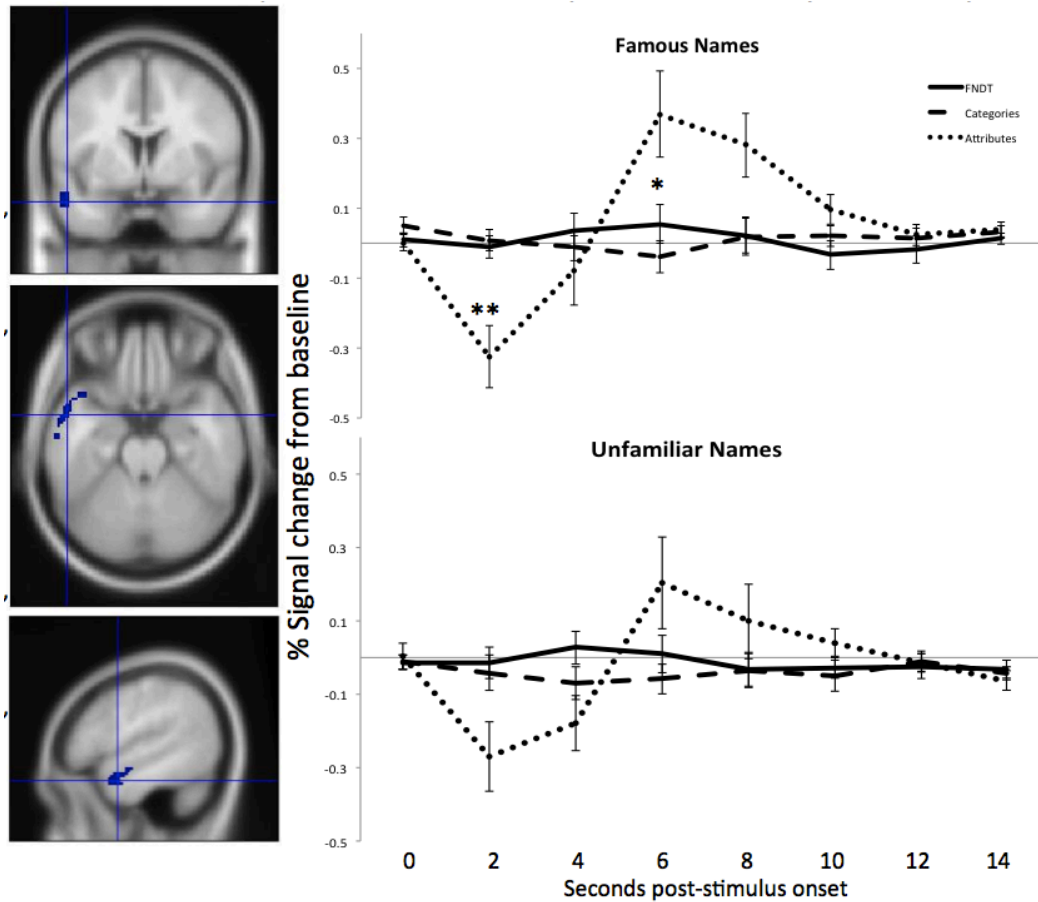 Famous Names
FNDT
Categories
Attributes
0.5
0.3
0.1
-0.1
-0.3
-0.5
*
**
% Signal change from baseline
Unfamiliar Names
0.5
0.3
0.1
-0.1
-0.3
-0.5
0 2 4 6 8 10 12 14
Seconds post-stimulus onset